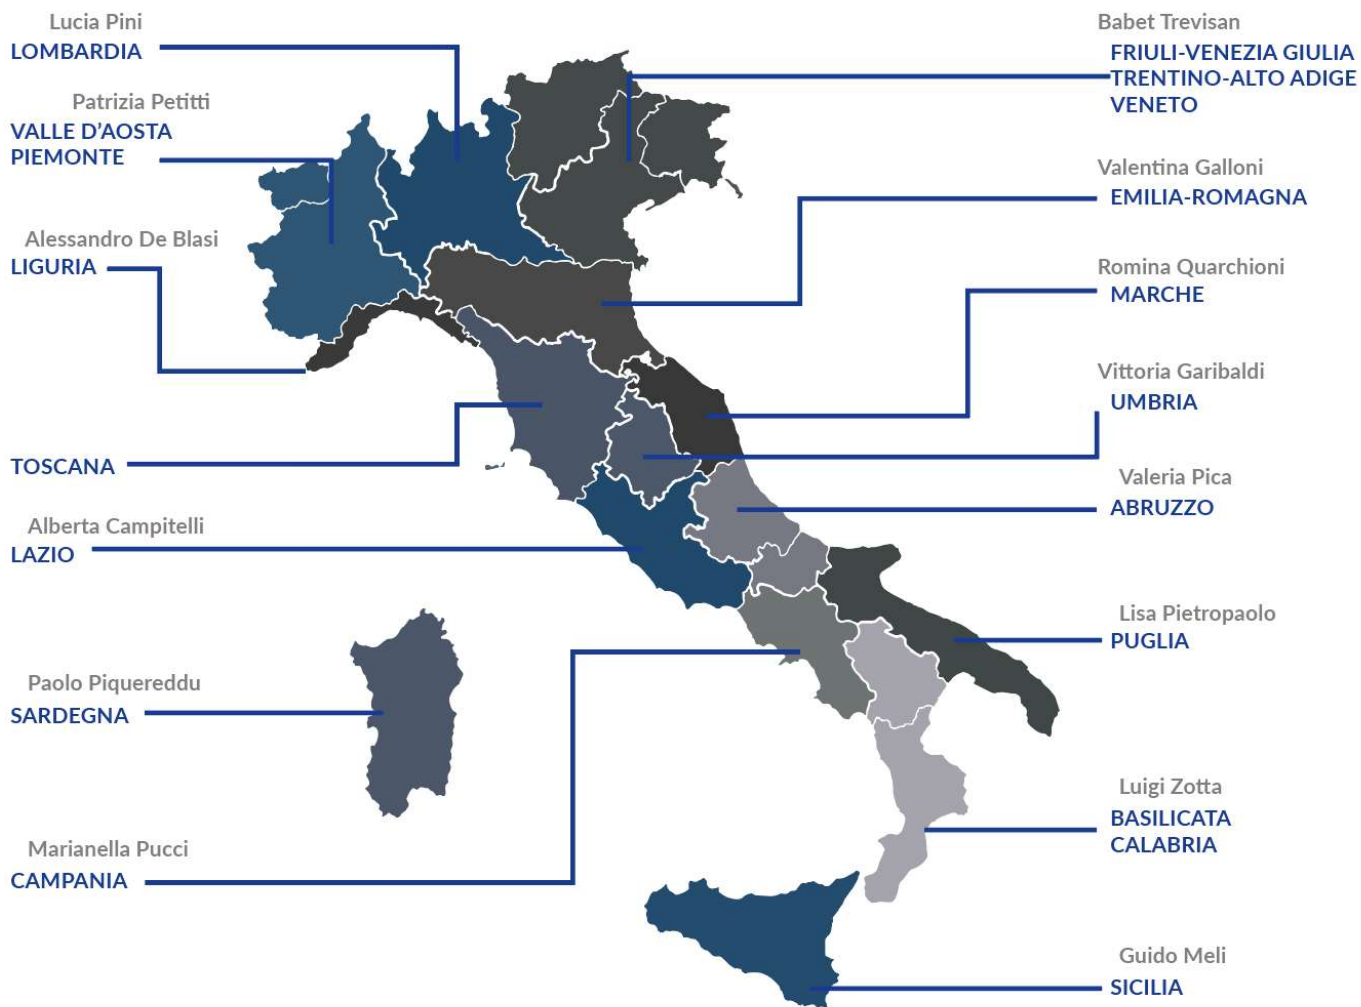 Lucia Pini
LOMBARDIA
Patrizia Petitti
VALLE D'AOSTA
PIEMONTE
Alessandro De Blasi
LIGURIA
TOSCANA
Alberta Campitelli
LAZIO
Paolo Piquereddu
SARDEGNA
Marianella Pucci
CAMPANIA
Babet Trevisan
FRIULI-VENEZIA GIULIA
TRENTINO-ALTO ADIGE
VENETO
Valentina Galloni
EMILIA-ROMAGNA
Romina Quarchioni
MARCHE
Vittoria Garibaldi
UMBRIA
Valeria Pica
ABRUZZO
Lisa Pietropaolo
PUGLIA
Luigi Zotta
BASILICATA
CALABRIA
Guido Meli
SICILIA